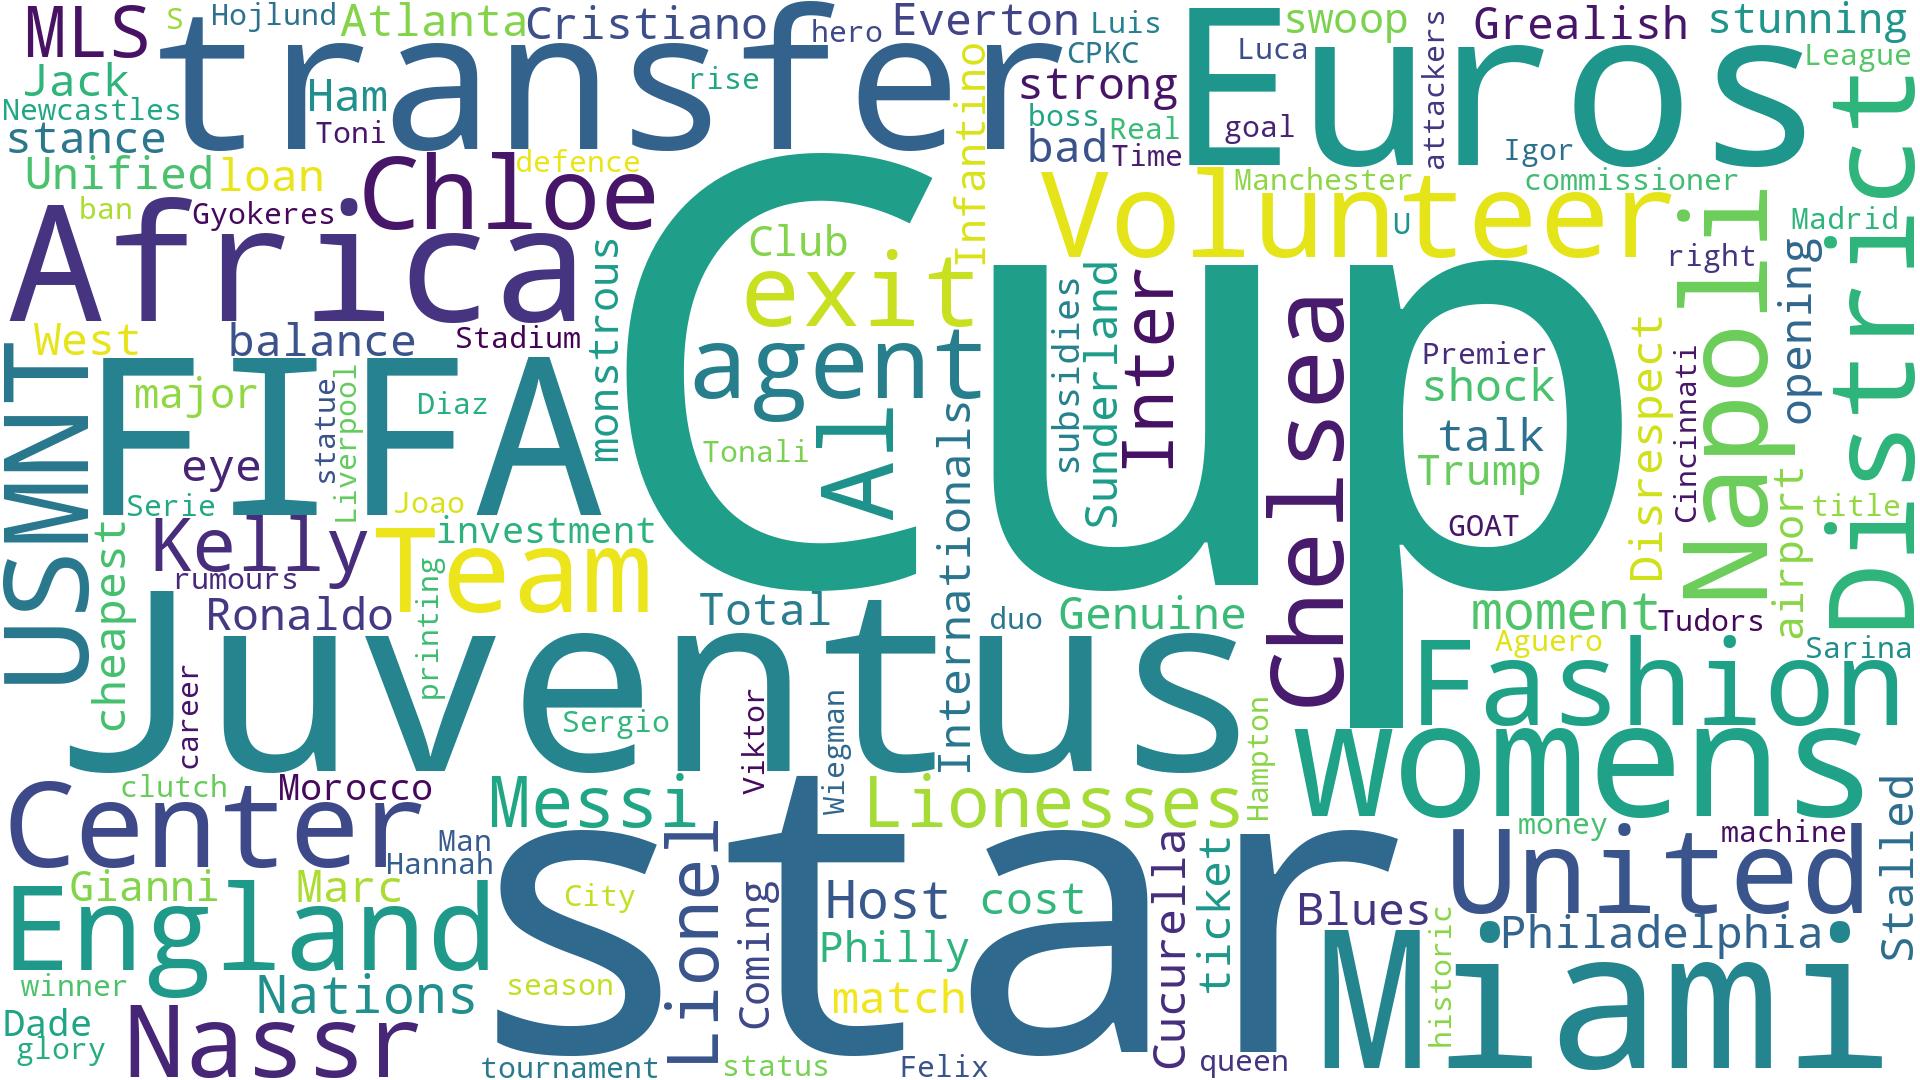 MLS
S
Hojlund
Atlanta
Cristiano
hero
Everton
Luis
swoop
Grealish
stunning
transfer
Euros
CPKC
Luca
attackers
League
Jack
Ham
rise
strong
Newcastles
Toni
boss
Real
goal
stance
bad
Time
Igor
Infantino
District
Unified
loan
Chloe
defence
Volunteer
Manchester
commissioner
ban
Gyokeres
U
Madrid
Africa
Cup
Club
exit
right
Napoli
opening
monstrous
subsidies
Sunderland
Inter
Chelsea
West
balance
Stadium
agent
Premier
shock
talk
Trump
GOAT
Disrespect
Cincinnati
USMNT
FIFA
major
statue
Liverpool
Diaz
eye
Tonali
Al
Internationals
airport
title
Serie
Joao
cheapest
Kelly
investment
Team
rumours
printing
Ronaldo
Total
duo
Genuine
moment
Tudors
Juventus
Aguero
Sarina
Fashion
career
Sergio
Viktor
Wiegman
Hampton
womens
clutch
Morocco
Messi
Lionesses
Stalled
Center
star
Man
Hannah
money
machine
United
Lionel
Cucurella
ticket
Gianni
Marc
England
City
Coming
Host
cost
Blues
Philly
Philadelphia
historic
Miami
winner
Nations
season
match
Dade
glory
Nassr
tournament
status
Felix
queen